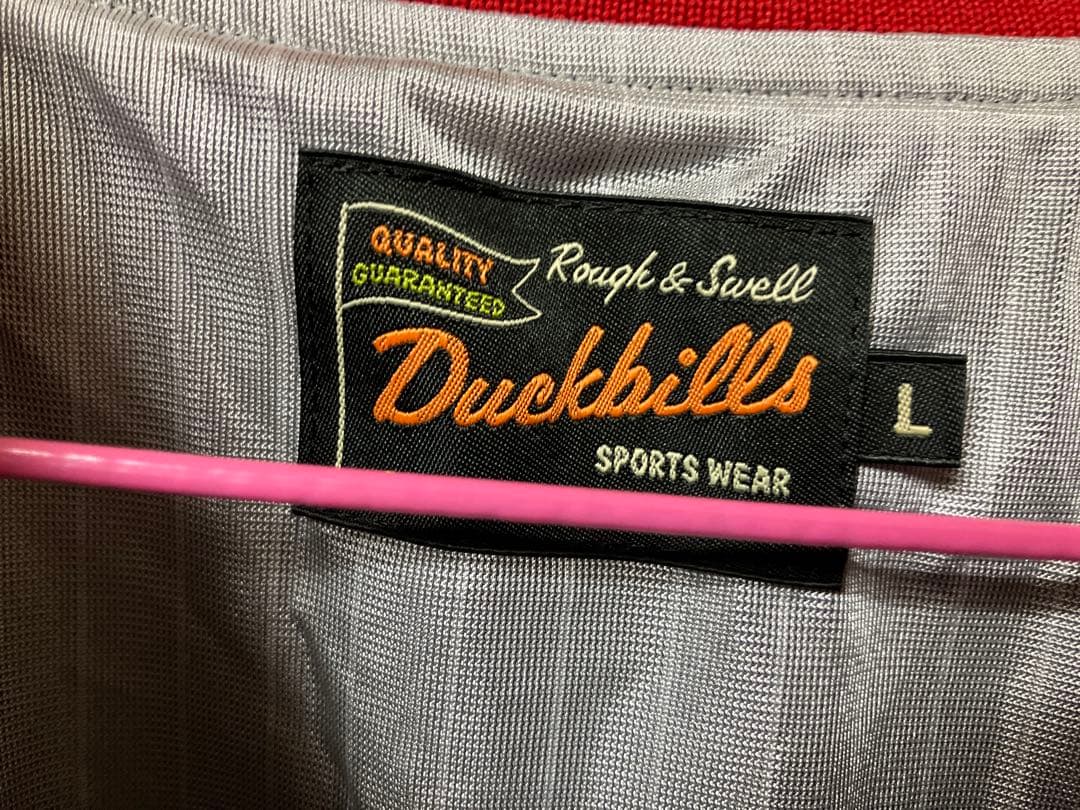 QUALITY
GUARANTEED
Rough & Swell
Duckbills
SPORTS WEAR
L